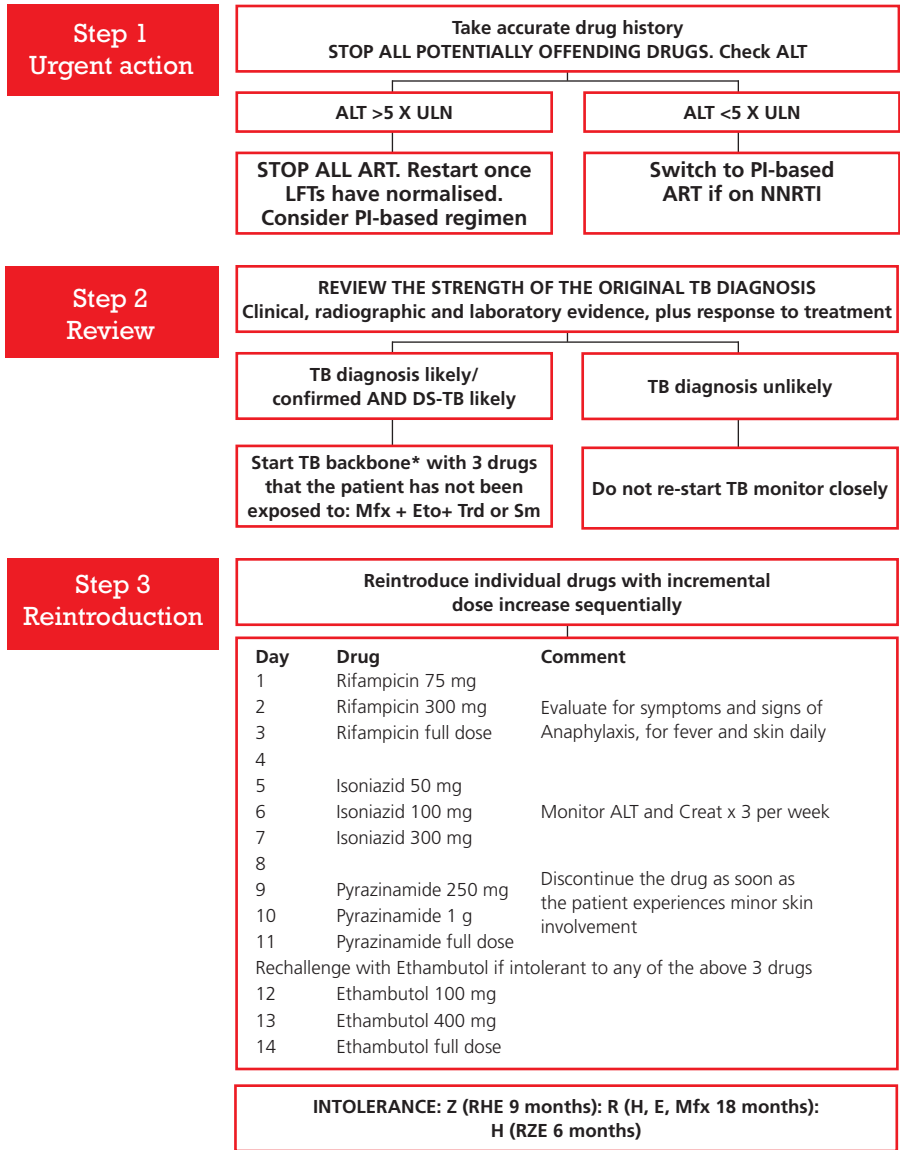 Step 1
Urgent action
Take accurate drug history
STOP ALL POTENTIALLY OFFENDING DRUGS. Check ALT
ALT >5 X ULN
ALT <5 X ULN
STOP ALL ART. Restart once
LFTs have normalised.
Consider PI-based regimen
Switch to PI-based
ART if on NNRTI
Step 2
Review
REVIEW THE STRENGTH OF THE ORIGINAL TB DIAGNOSIS
Clinical, radiographic and laboratory evidence, plus response to treatment
TB diagnosis likely/
confirmed AND DS-TB likely
TB diagnosis unlikely
Start TB backbone* with 3 drugs
that the patient has not been
exposed to: Mfx + Eto+ Trd or Sm
Do not re-start TB monitor closely
Step 3
Reintroduction
Reintroduce individual drugs with incremental
dose increase sequentially
Day Drug Comment
1 Rifampicin 75 mg
2 Rifampicin 300 mg Evaluate for symptoms and signs of
3 Rifampicin full dose Anaphylaxis, for fever and skin daily
4
5 Isoniazid 50 mg
6 Isoniazid 100 mg Monitor ALT and Creat x 3 per week
7 Isoniazid 300 mg
8
9 Pyrazinamide 250 mg Discontinue the drug as soon as
10 Pyrazinamide 1 g the patient experiences minor skin
11 Pyrazinamide full dose involvement
Rechallenge with Ethambutol if intolerant to any of the above 3 drugs
12 Ethambutol 100 mg
13 Ethambutol 400 mg
14 Ethambutol full dose
INTOLERANCE: Z (RHE 9 months): R (H, E, Mfx 18 months):
H (RZE 6 months)